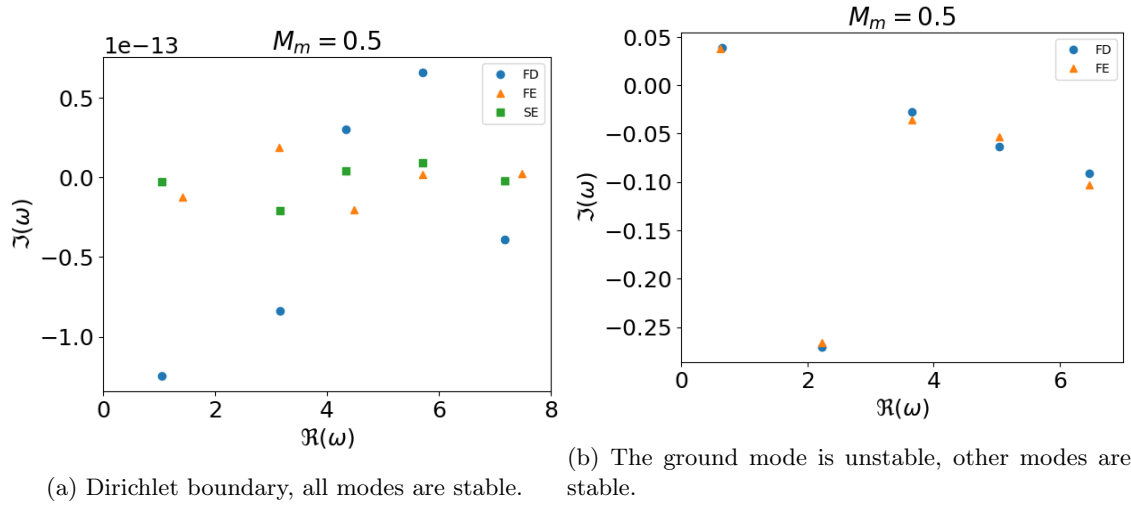 1e−13
M_m = 0.5
FD
FE
SE
0.5
0.0
−0.5
−1.0
ℑ(ω)
0
2
4
6
8
ℜ(ω)
(a) Dirichlet boundary, all modes are stable.
M_m = 0.5
FD
FE
0.05
0.00
−0.05
−0.10
−0.15
−0.20
−0.25
ℑ(ω)
0
2
4
6
ℜ(ω)
(b) The ground mode is unstable, other modes are
stable.